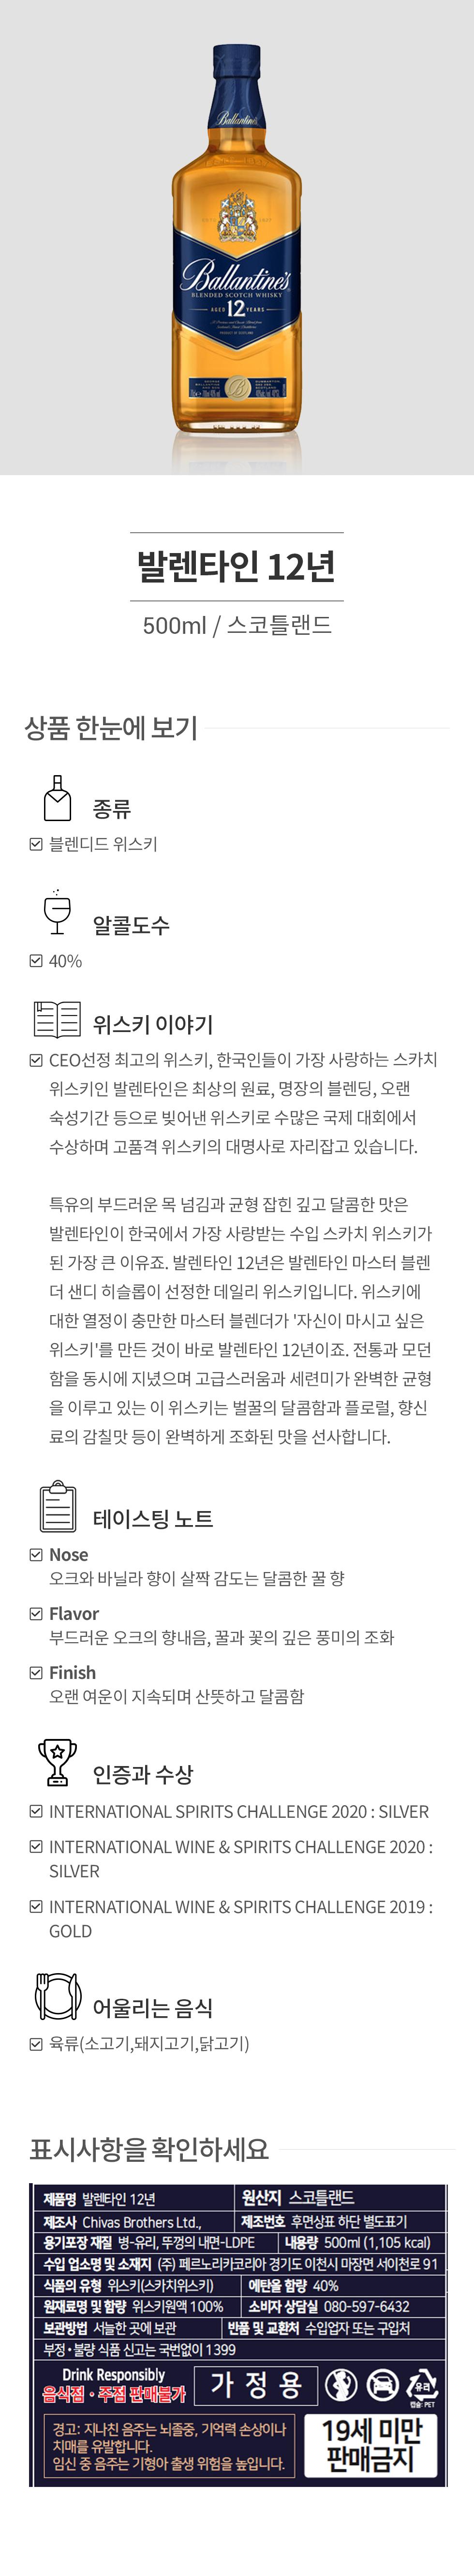 Ballantine's
Ballantine's
BLENDED SCOTCH WHISKY
AGED 12 YEARS
발렌타인 12년
500ml / 스코틀랜드
상품 한눈에 보기
종류
블렌디드 위스키
알콜도수
40%
위스키 이야기
CEO선정 최고의 위스키, 한국인들이 가장 사랑하는 스카치
위스키인 발렌타인은 최상의 원료, 명장의 블렌딩, 오랜
숙성기간 등으로 빚어낸 위스키로 수많은 국제 대회에서
수상하며 고품격 위스키의 대명사로 자리잡고 있습니다.
특유의 부드러운 목 넘김과 균형 잡힌 깊고 달콤한 맛은
발렌타인이 한국에서 가장 사랑받는 수입 스카치 위스키가
된 가장 큰 이유죠. 발렌타인 12년은 발렌타인 마스터 블렌
더 샌디 히슬롭이 선정한 데일리 위스키입니다. 위스키에
대한 열정이 충만한 마스터 블렌더가 '자신이 마시고 싶은
위스키'를 만든 것이 바로 발렌타인 12년이죠. 전통과 모던
함을 동시에 지녔으며 고급스러움과 세련미가 완벽한 균형
을 이루고 있는 이 위스키는 벌꿀의 달콤함과 플로럴, 향신
료의 감칠맛 등이 완벽하게 조화된 맛을 선사합니다.
테이스팅 노트
Nose
오크와 바닐라 향이 살짝 감도는 달콤한 꿀 향
Flavor
부드러운 오크의 향내음, 꿀과 꽃의 깊은 풍미의 조화
Finish
오랜 여운이 지속되며 산뜻하고 달콤함
인증과 수상
INTERNATIONAL SPIRITS CHALLENGE 2020 : SILVER
INTERNATIONAL WINE & SPIRITS CHALLENGE 2020 :
SILVER
INTERNATIONAL WINE & SPIRITS CHALLENGE 2019 :
GOLD
어울리는 음식
육류(소고기,돼지고기,닭고기)
표시사항을 확인하세요
제품명 발렌타인 12년 원산지 스코틀랜드
제조사 Chivas Brothers Ltd., 제조번호 후면상표 하단 별도표기
용기포장 재질 병-유리, 뚜껑의 내면-LDPE 내용량 500ml (1,105 kcal)
수입 업소명 및 소재지 (주) 페르노리카코리아 경기도 이천시 마장면 서이천로 91
식품의 유형 위스키(스카치위스키) 에탄올 함량 40%
원재료명 및 함량 위스키원액 100% 소비자 상담실 080-597-6432
보관방법 서늘한 곳에 보관 반품 및 교환처 수입업자 또는 구입처
부정•불량 식품 신고는 국번없이 1399
Drink Responsibly
음식점·주점 판매불가
가 정 용
유리
캡슐: PET
경고: 지나친 음주는 뇌졸중, 기억력 손상이나
치매를 유발합니다.
임신 중 음주는 기형아 출생 위험을 높입니다.
19세 미만
판매금지